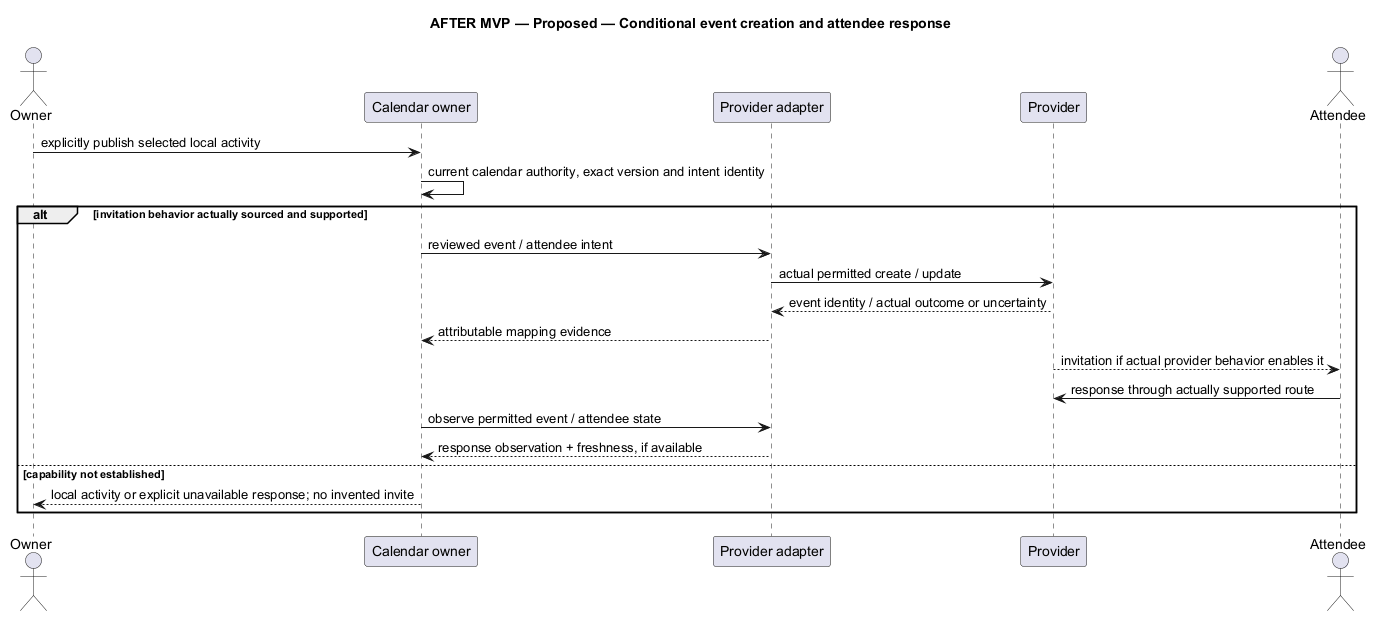 AFTER MVP — Proposed — Conditional event creation and attendee response
Owner
Calendar owner
Provider adapter
Provider
Attendee
explicitly publish selected local activity
current calendar authority, exact version and intent identity
alt
[invitation behavior actually sourced and supported]
reviewed event / attendee intent
actual permitted create / update
event identity / actual outcome or uncertainty
attributable mapping evidence
invitation if actual provider behavior enables it
response through actually supported route
observe permitted event / attendee state
response observation + freshness, if available
[capability not established]
local activity or explicit unavailable response; no invented invite
Owner
Calendar owner
Provider adapter
Provider
Attendee